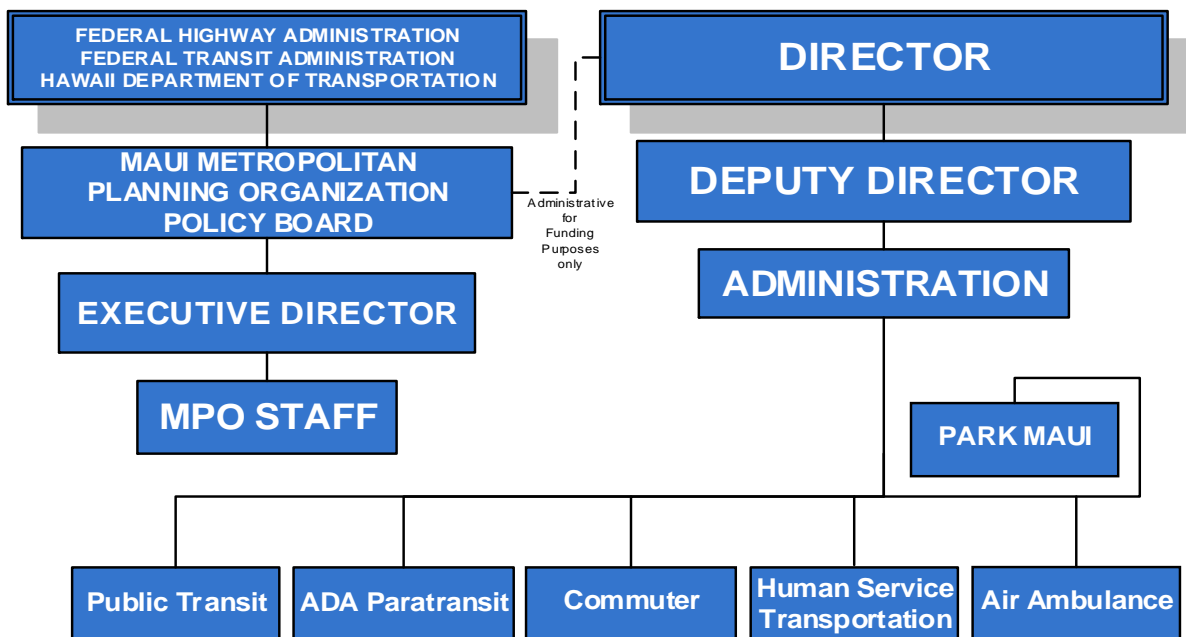 FEDERAL HIGHWAY ADMINISTRATION
FEDERAL TRANSIT ADMINISTRATION
HAWAII DEPARTMENT OF TRANSPORTATION
DIRECTOR
MAUI METROPOLITAN
PLANNING ORGANIZATION
POLICY BOARD
Administrative
for
Funding
Purposes
only
DEPUTY DIRECTOR
EXECUTIVE DIRECTOR
ADMINISTRATION
MPO STAFF
PARK MAUI
Public Transit
ADA Paratransit
Commuter
Human Service
Transportation
Air Ambulance